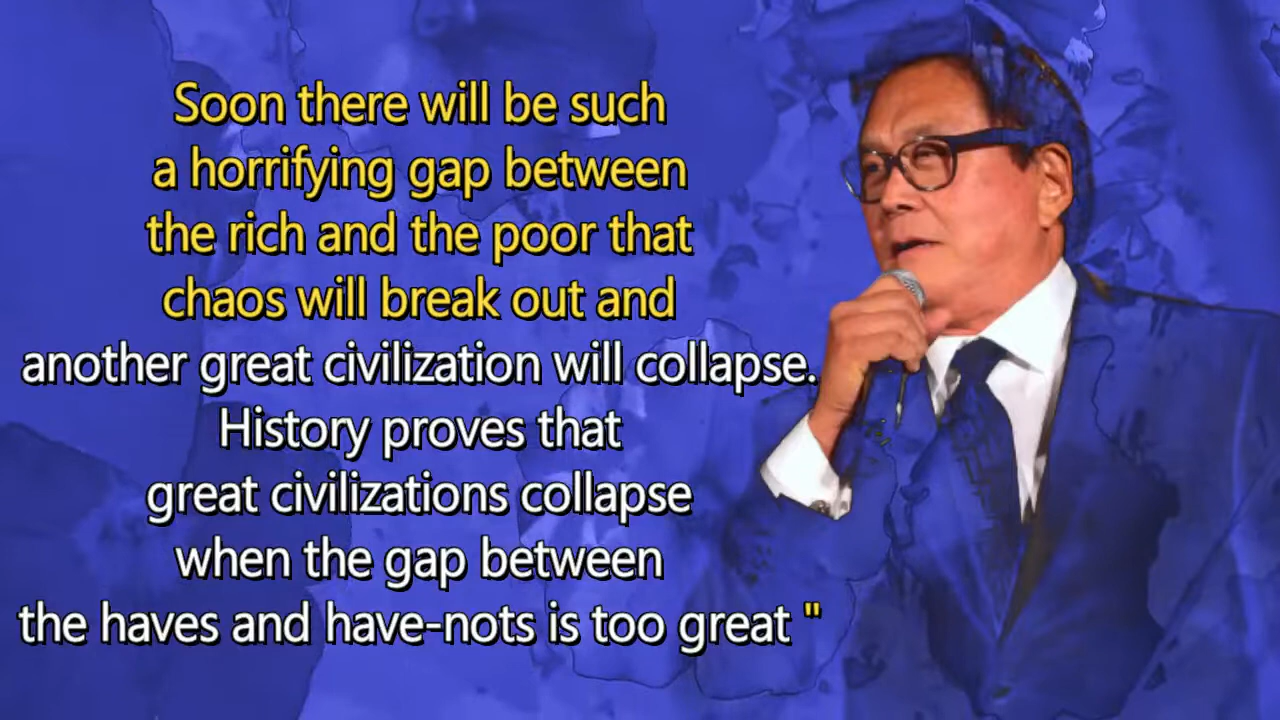 Soon there will be such
a horrifying gap between
the rich and the poor that
chaos will break out and
another great civilization will collapse.
History proves that
great civilizations collapse
when the gap between
the haves and have-nots is too great "